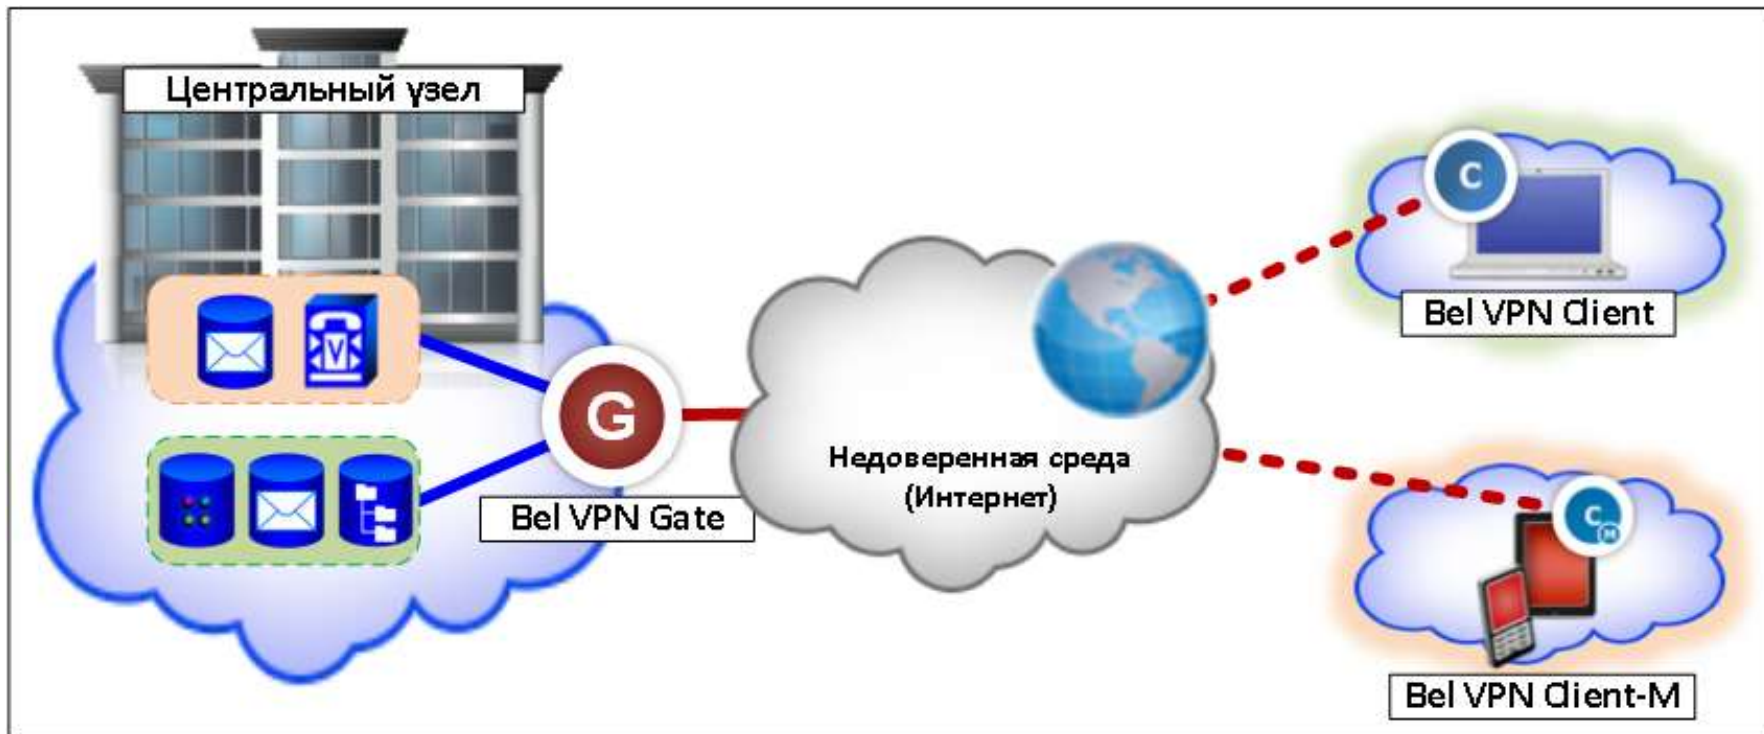 Центральный узел
C
Bel VPN Client
V
G
Bel VPN Gate
Недоверенная среда
(Интернет)
C
M
Bel VPN Client-M